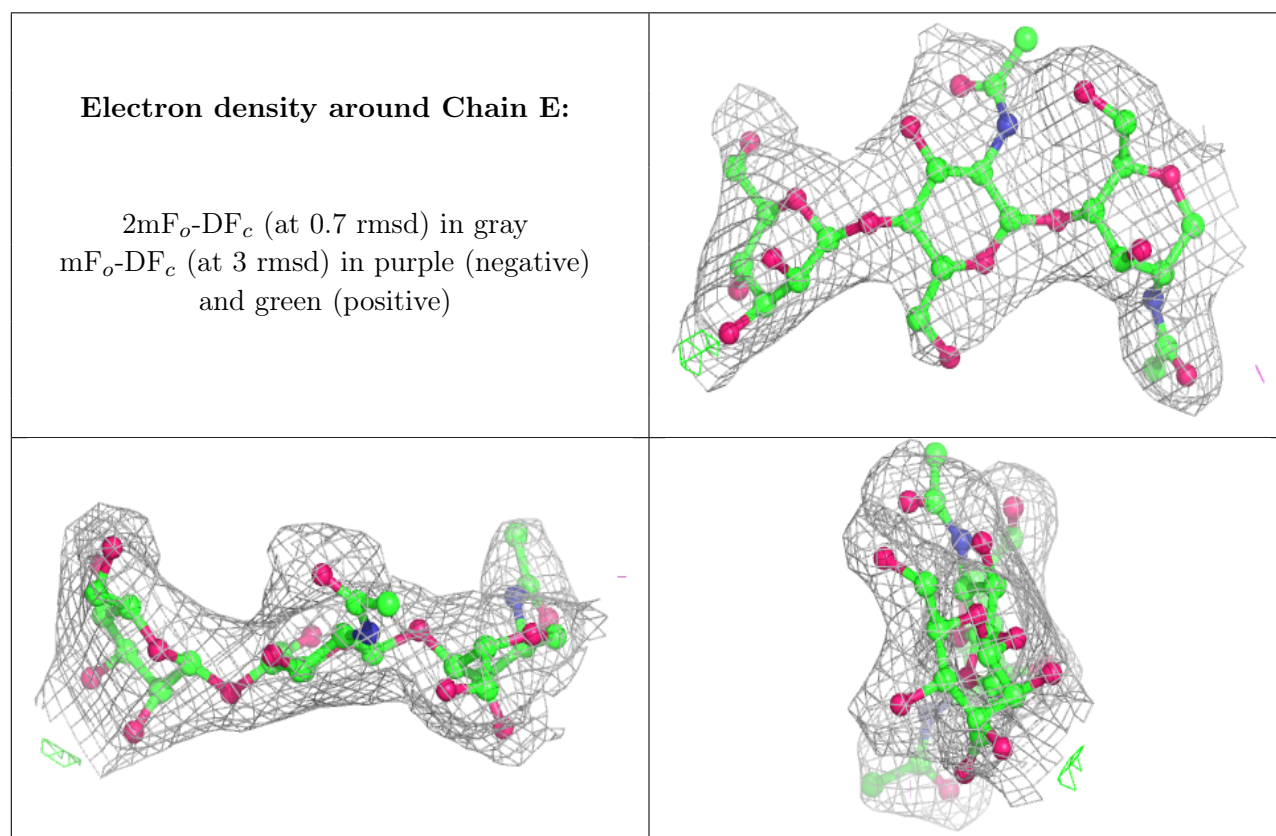 Electron density around Chain E:
2mFo-DFc (at 0.7 rmsd) in gray
mFo-DFc (at 3 rmsd) in purple (negative)
and green (positive)